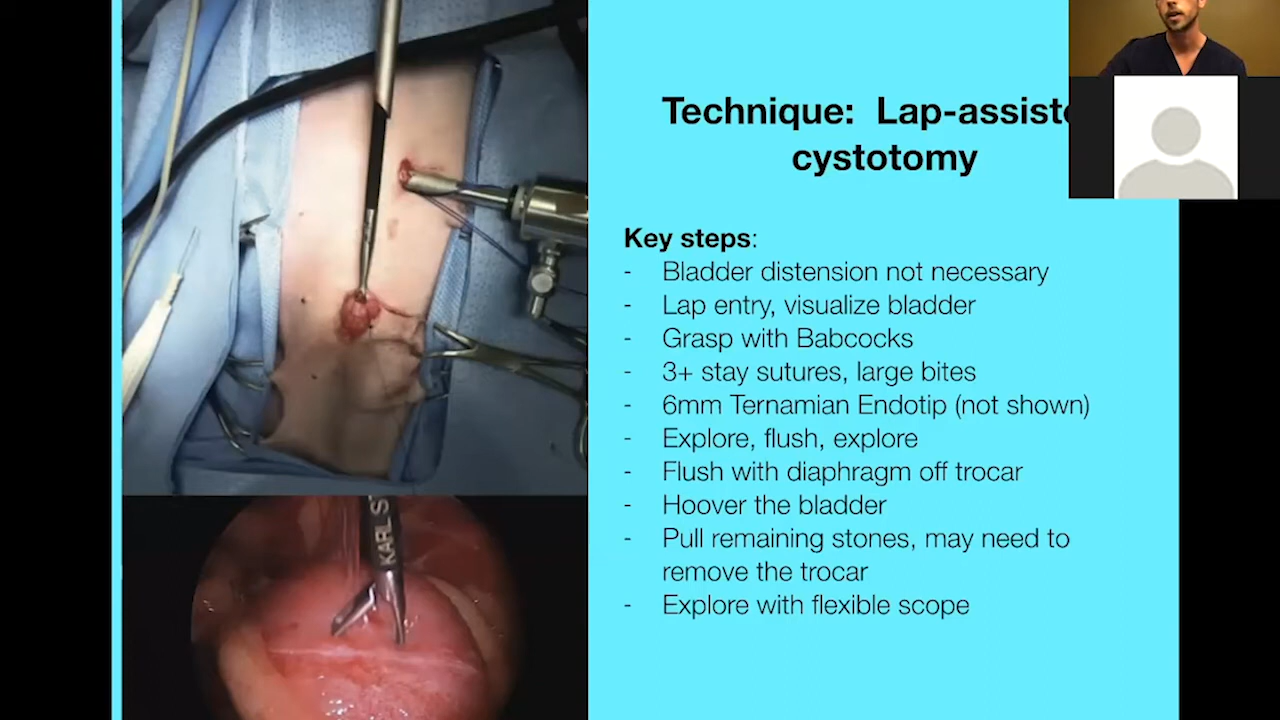 Technique: Lap-assiste
cystotomy
Key steps:
- Bladder distension not necessary
- Lap entry, visualize bladder
- Grasp with Babcocks
- 3+ stay sutures, large bites
- 6mm Ternamian Endotip (not shown)
- Explore, flush, explore
- Flush with diaphragm off trocar
- Hoover the bladder
- Pull remaining stones, may need to
remove the trocar
- Explore with flexible scope
KARL S